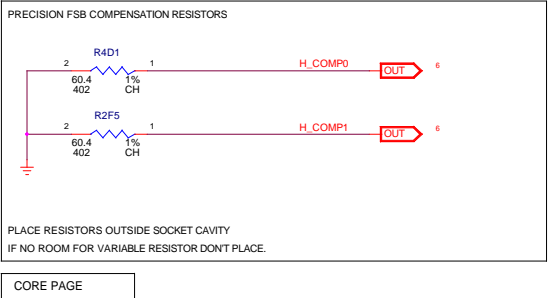 PRECISION FSB COMPENSATION RESISTORS
R4D1
2 1 H_COMP0 OUT 6
60.4 1%
402 CH
R2F5
2 1 H_COMP1 OUT 6
60.4 1%
402 CH
PLACE RESISTORS OUTSIDE SOCKET CAVITY
IF NO ROOM FOR VARIABLE RESISTOR DON'T PLACE.
CORE PAGE